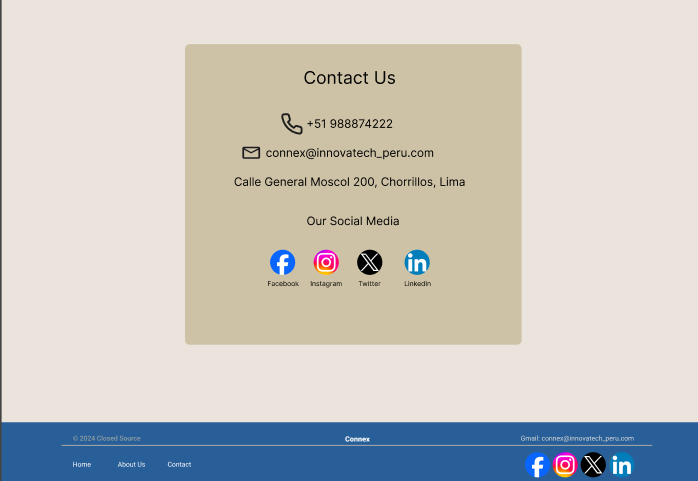 Contact Us
+51 988874222
connex@innovatech_peru.com
Calle General Moscol 200, Chorrillos, Lima
Our Social Media
Facebook Instagram Twitter LinkedIn
© 2024 Closed Source Connex Gmail: connex@innovatech_peru.com
Home About Us Contact